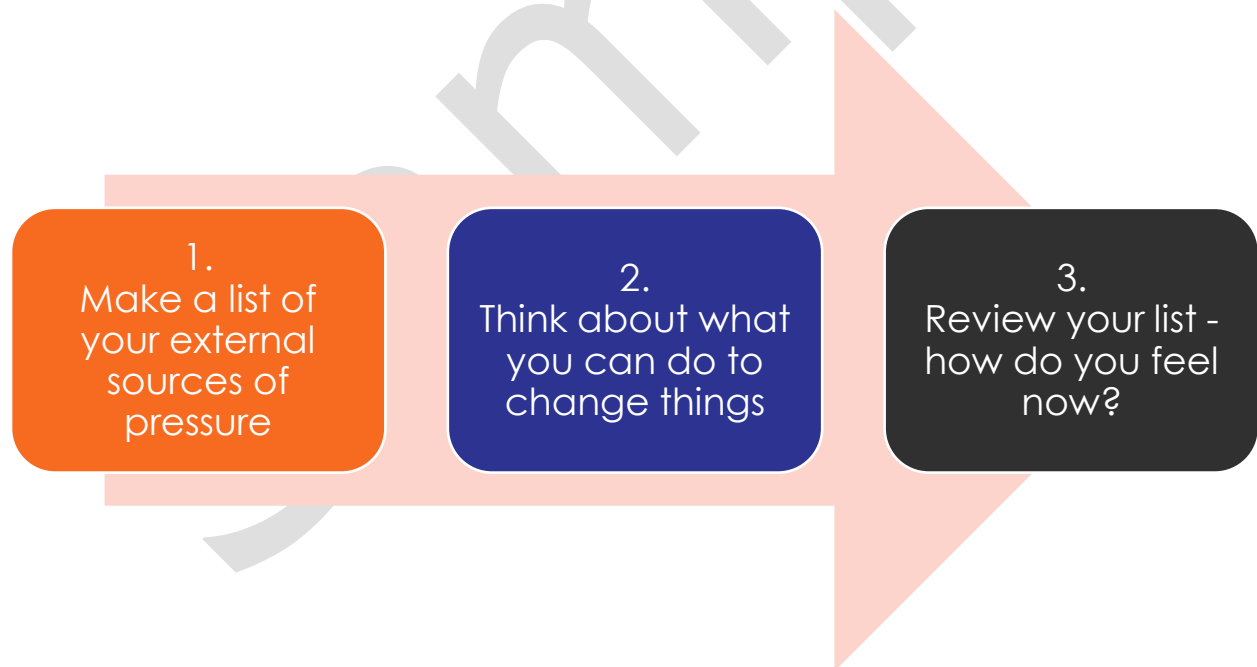 1.
Make a list of
your external
sources of
pressure
2.
Think about what
you can do to
change things
3.
Review your list -
how do you feel
now?